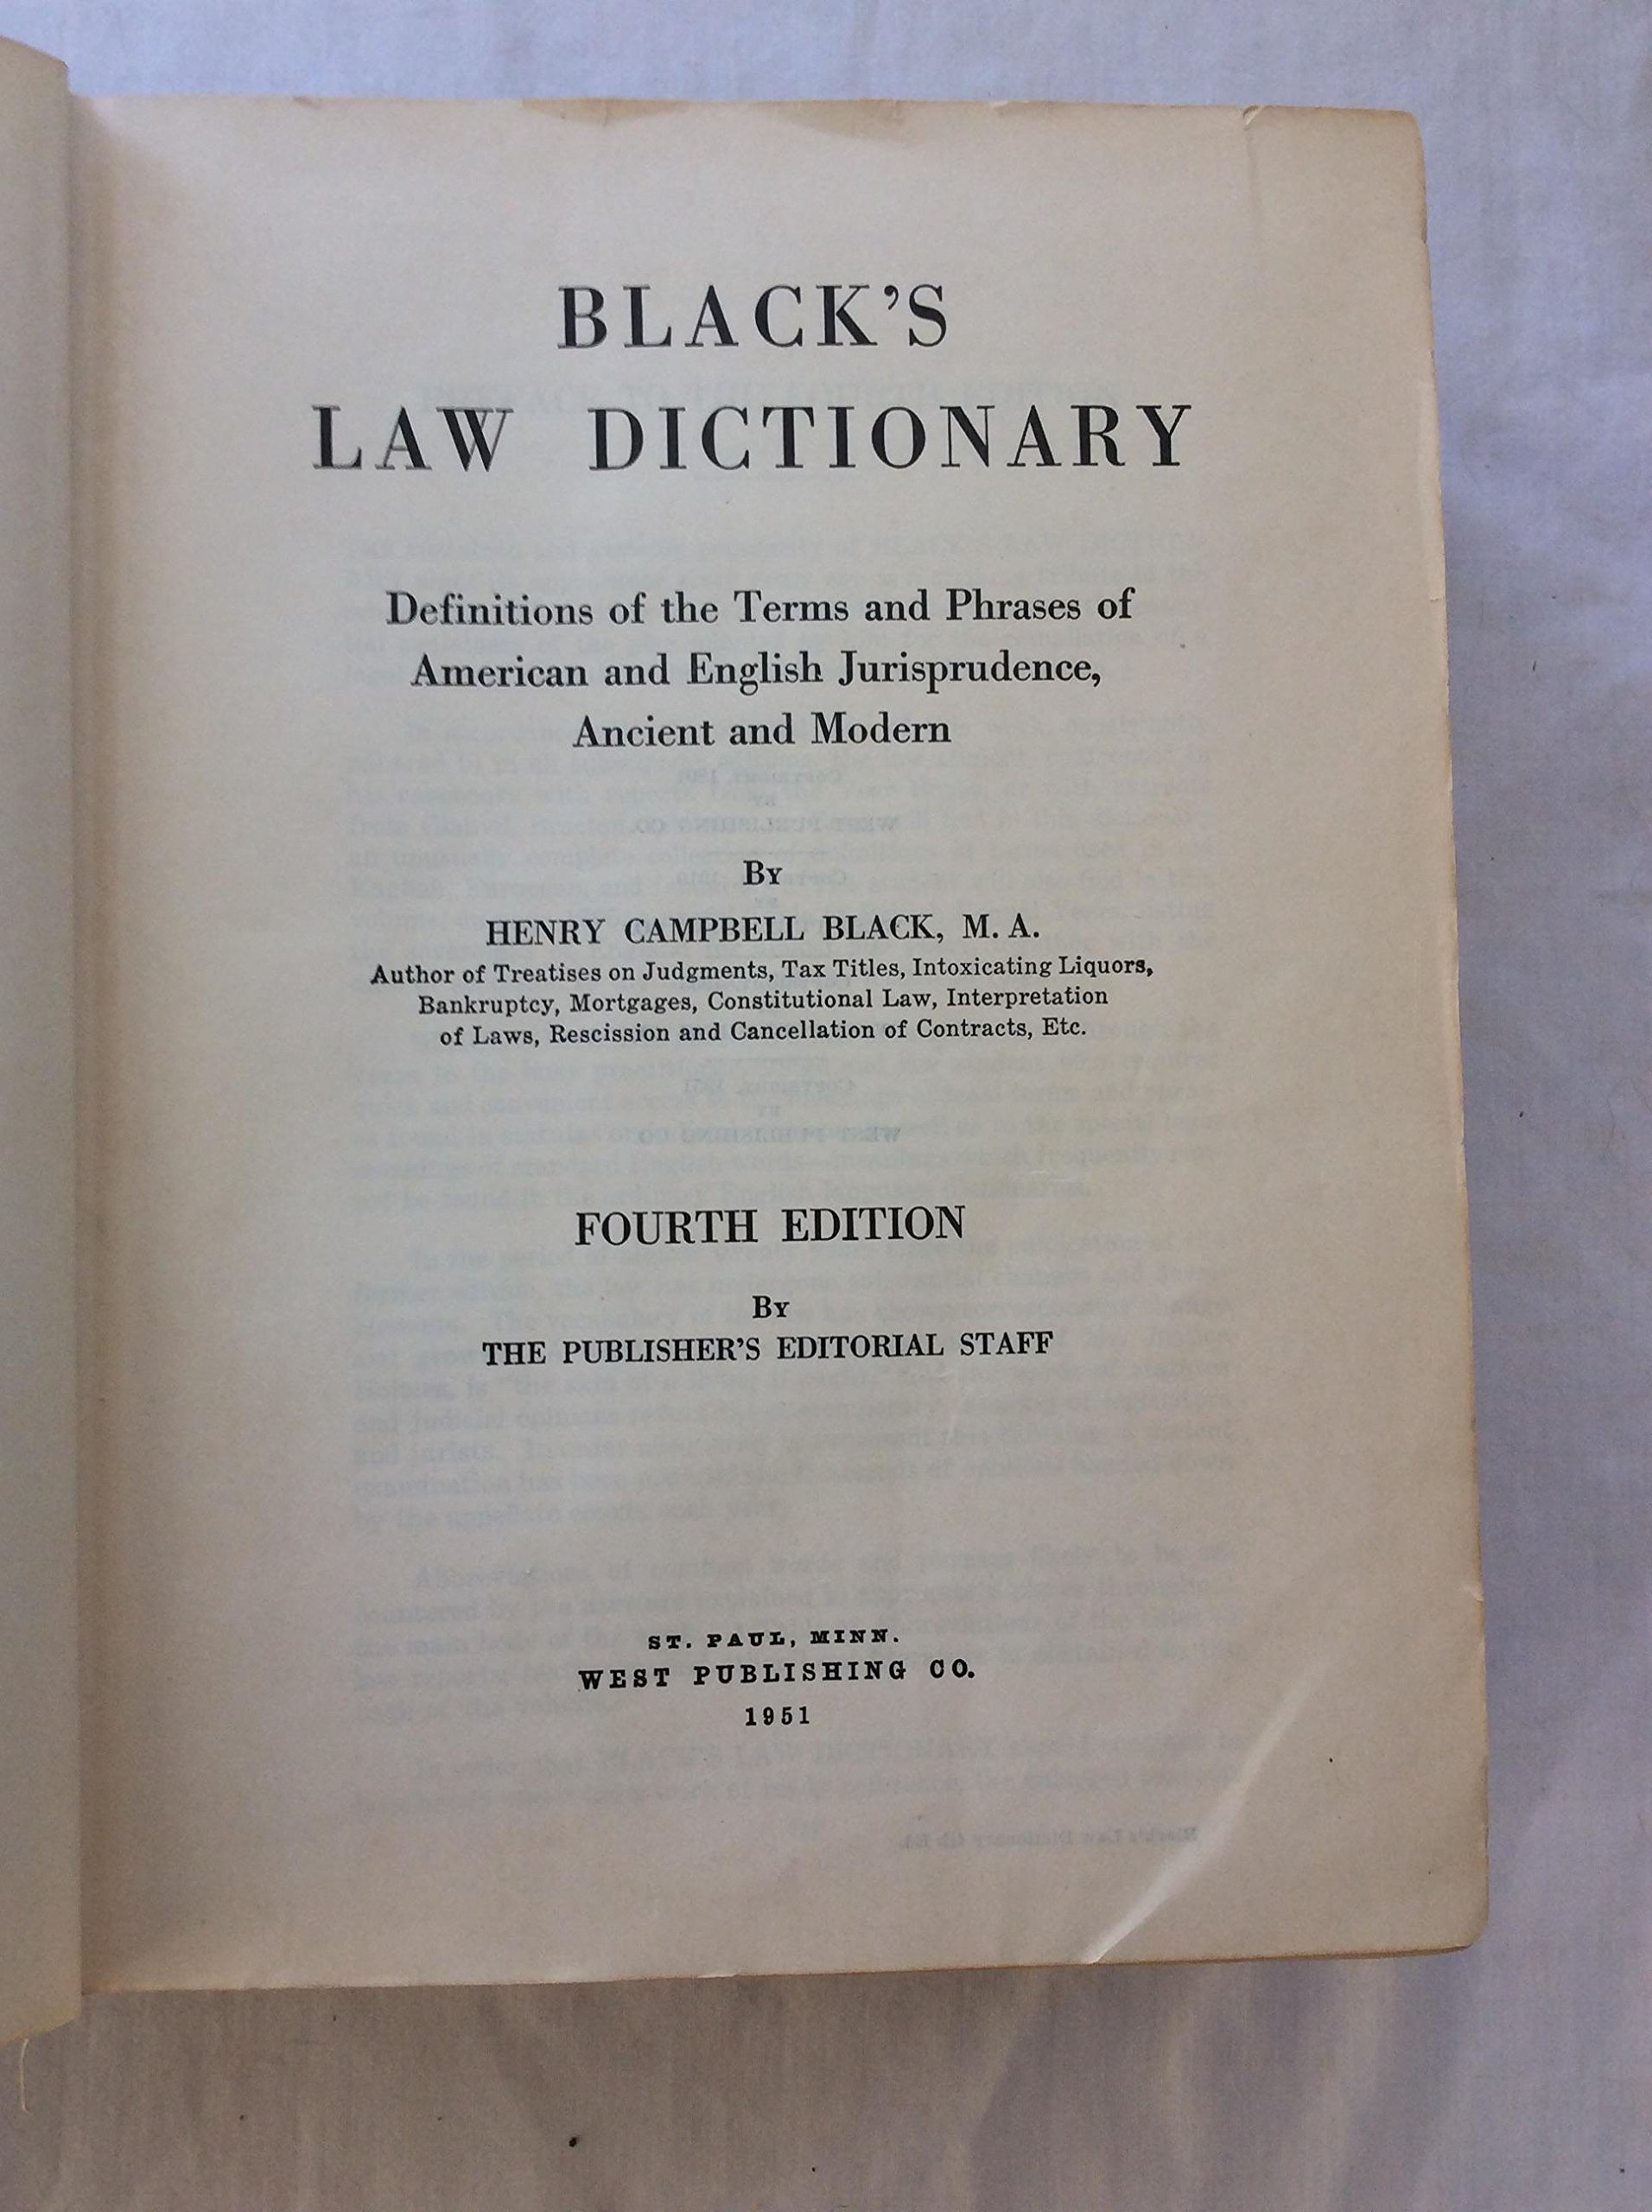 BLACK'S
LAW DICTIONARY
Definitions of the Terms and Phrases of
American and English Jurisprudence,
Ancient and Modern
By
HENRY CAMPBELL BLACK, M. A.
Author of Treatises on Judgments, Tax Titles, Intoxicating Liquors,
Bankruptcy, Mortgages, Constitutional Law, Interpretation
of Laws, Rescission and Cancellation of Contracts, Etc.
FOURTH EDITION
By
THE PUBLISHER'S EDITORIAL STAFF
ST. PAUL, MINN.
WEST PUBLISHING CO.
1951